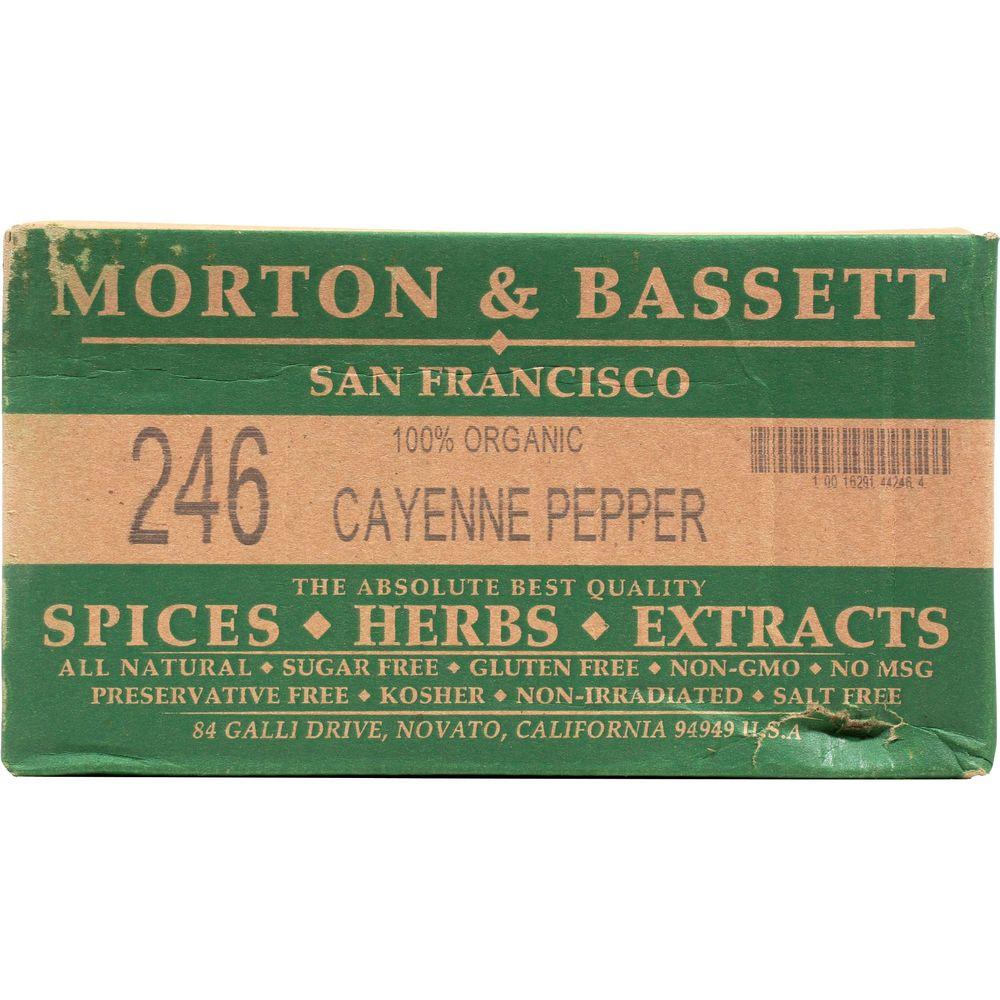 MORTON & BASSETT
SAN FRANCISCO
246
100% ORGANIC
CAYENNE PEPPER
1 00 16291 44246 4
THE ABSOLUTE BEST QUALITY
SPICES ◆ HERBS ◆ EXTRACTS
ALL NATURAL ◆ SUGAR FREE ◆ GLUTEN FREE ◆ NON-GMO ◆ NO MSG
PRESERVATIVE FREE ◆ KOSHER ◆ NON-IRRADIATED ◆ SALT FREE
84 GALLI DRIVE, NOVATO, CALIFORNIA 94949 U.S.A